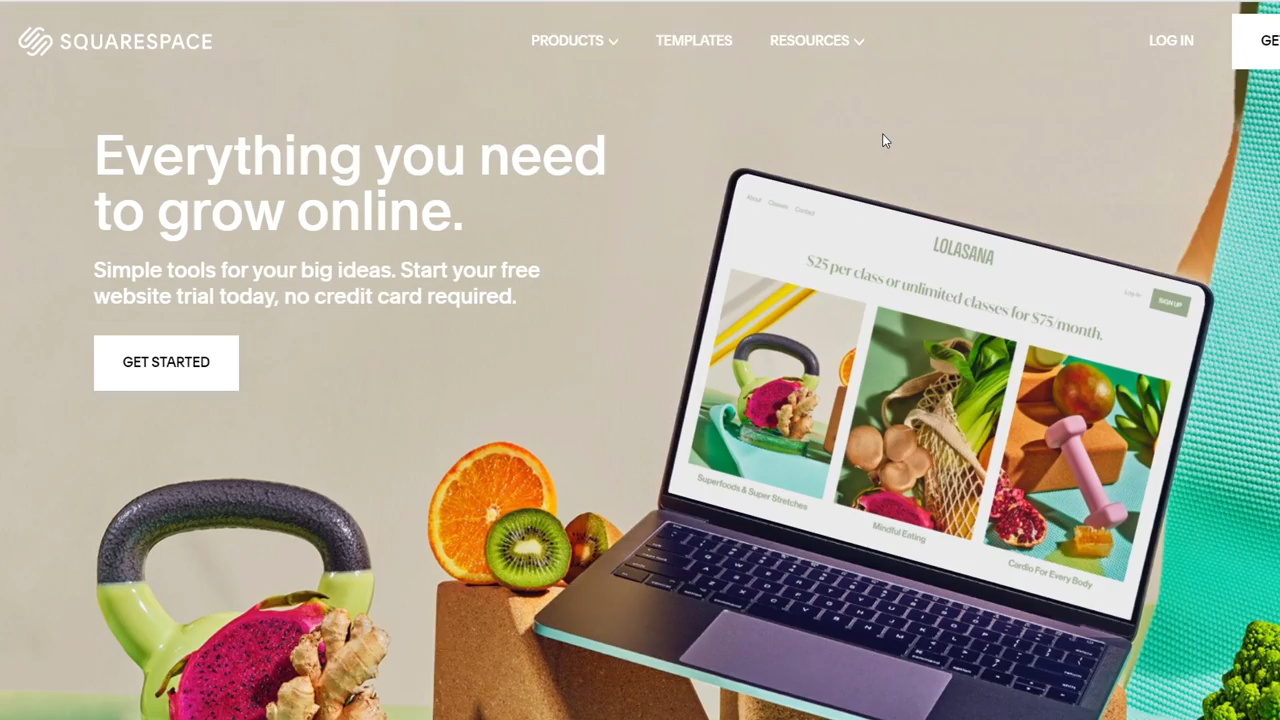 SQUARESPACE
PRODUCTS
TEMPLATES
RESOURCES
LOG IN
GE
Everything you need
to grow online.
Simple tools for your big ideas. Start your free
website trial today, no credit card required.
GET STARTED
About Classes Contact
LOLASANA
Log In
SIGN UP
$25 per class or unlimited classes for $75/month.
Superfoods & Super Stretches
Mindful Eating
Cardio For Every Body